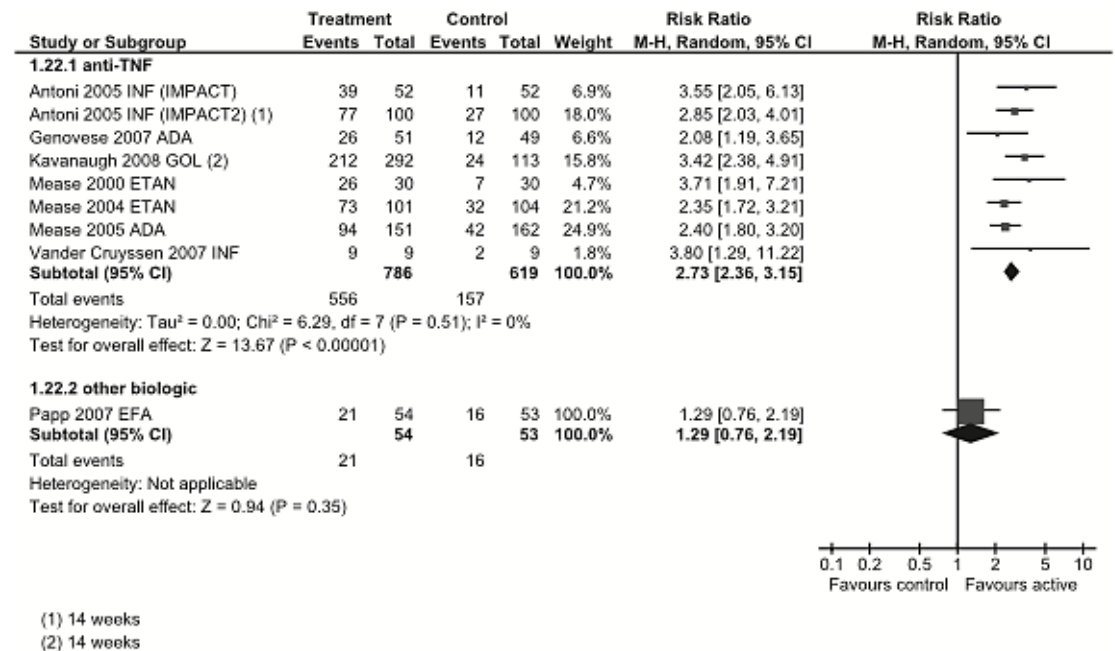 Treatment Control Risk Ratio Risk Ratio
Study or Subgroup Events Total Events Total Weight M-H, Random, 95% CI M-H, Random, 95% CI
1.22.1 anti-TNF
Antoni 2005 INF (IMPACT) 39 52 11 52 6.9% 3.55 [2.05, 6.13]
Antoni 2005 INF (IMPACT2) (1) 77 100 27 100 18.0% 2.85 [2.03, 4.01]
Genovese 2007 ADA 26 51 12 49 6.6% 2.08 [1.19, 3.65]
Kavanaugh 2008 GOL (2) 212 292 24 113 15.8% 3.42 [2.38, 4.91]
Mease 2000 ETAN 26 30 7 30 4.7% 3.71 [1.91, 7.21]
Mease 2004 ETAN 73 101 32 104 21.2% 2.35 [1.72, 3.21]
Mease 2005 ADA 94 151 42 162 24.9% 2.40 [1.80, 3.20]
Vander Cruyssen 2007 INF 9 9 2 9 1.8% 3.80 [1.29, 11.22]
Subtotal (95% CI) 786 619 100.0% 2.73 [2.36, 3.15]
Total events 556 157
Heterogeneity: Tau² = 0.00; Chi² = 6.29, df = 7 (P = 0.51); I² = 0%
Test for overall effect: Z = 13.67 (P < 0.00001)
1.22.2 other biologic
Papp 2007 EFA 21 54 16 53 100.0% 1.29 [0.76, 2.19]
Subtotal (95% CI) 54 53 100.0% 1.29 [0.76, 2.19]
Total events 21 16
Heterogeneity: Not applicable
Test for overall effect: Z = 0.94 (P = 0.35)
0.1 0.2 0.5 1 2 5 10
Favours control Favours active
(1) 14 weeks
(2) 14 weeks